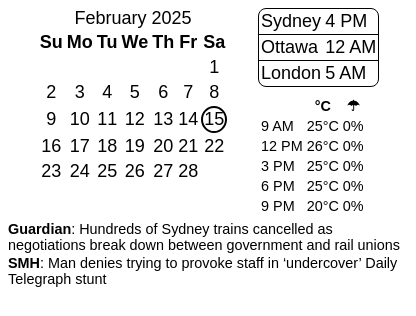 February 2025
Su Mo Tu We Th Fr Sa
1
2 3 4 5 6 7 8
9 10 11 12 13 14 15
16 17 18 19 20 21 22
23 24 25 26 27 28
Sydney 4 PM
Ottawa 12 AM
London 5 AM
°C ☂
9 AM 25°C 0%
12 PM 26°C 0%
3 PM 25°C 0%
6 PM 25°C 0%
9 PM 20°C 0%
Guardian: Hundreds of Sydney trains cancelled as
negotiations break down between government and rail unions
SMH: Man denies trying to provoke staff in ‘undercover’ Daily
Telegraph stunt